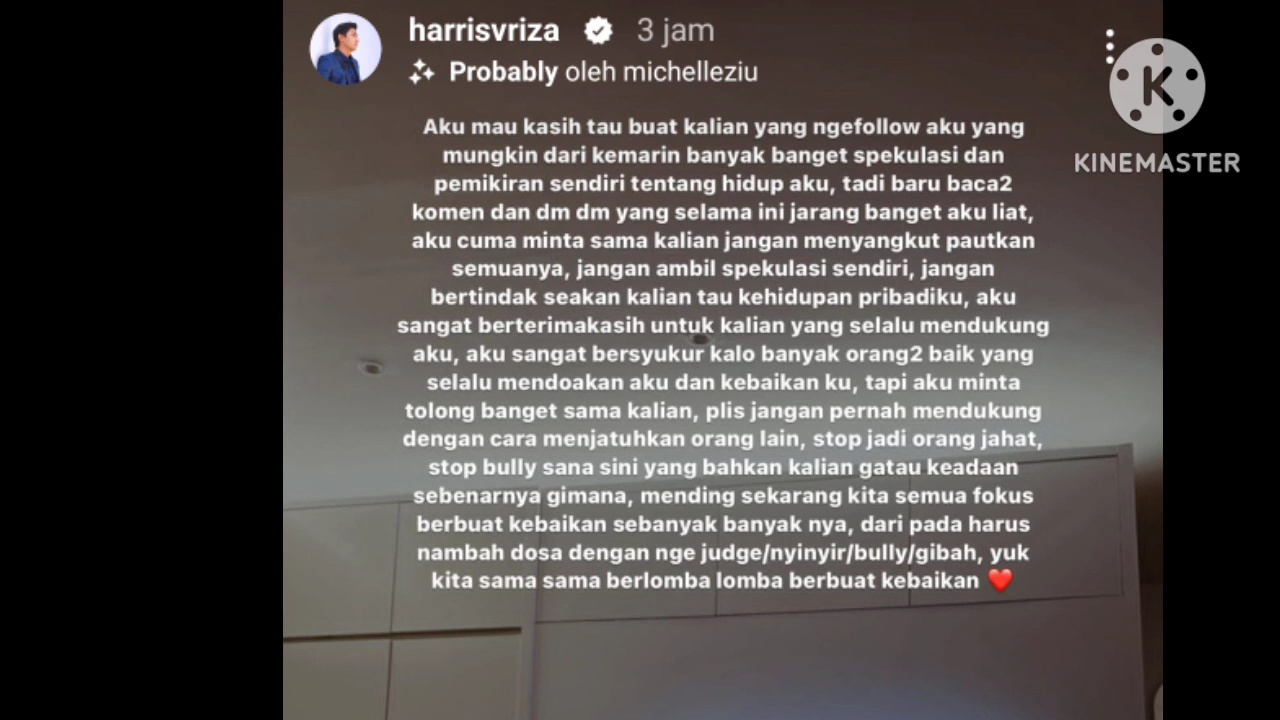 harrisvriza 3 jam
Probably oleh michelleziu
K
KINEMASTER
Aku mau kasih tau buat kalian yang ngefollow aku yang
mungkin dari kemarin banyak banget spekulasi dan
pemikiran sendiri tentang hidup aku, tadi baru baca2
komen dan dm dm yang selama ini jarang banget aku liat,
aku cuma minta sama kalian jangan menyangkut pautkan
semuanya, jangan ambil spekulasi sendiri, jangan
bertindak seakan kalian tau kehidupan pribadiku, aku
sangat berterimakasih untuk kalian yang selalu mendukung
aku, aku sangat bersyukur kalo banyak orang2 baik yang
selalu mendoakan aku dan kebaikan ku, tapi aku minta
tolong banget sama kalian, plis jangan pernah mendukung
dengan cara menjatuhkan orang lain, stop jadi orang jahat,
stop bully sana sini yang bahkan kalian gatau keadaan
sebenarnya gimana, mending sekarang kita semua fokus
berbuat kebaikan sebanyak banyak nya, dari pada harus
nambah dosa dengan nge judge/nyinyir/bully/gibah, yuk
kita sama sama berlomba lomba berbuat kebaikan ❤️